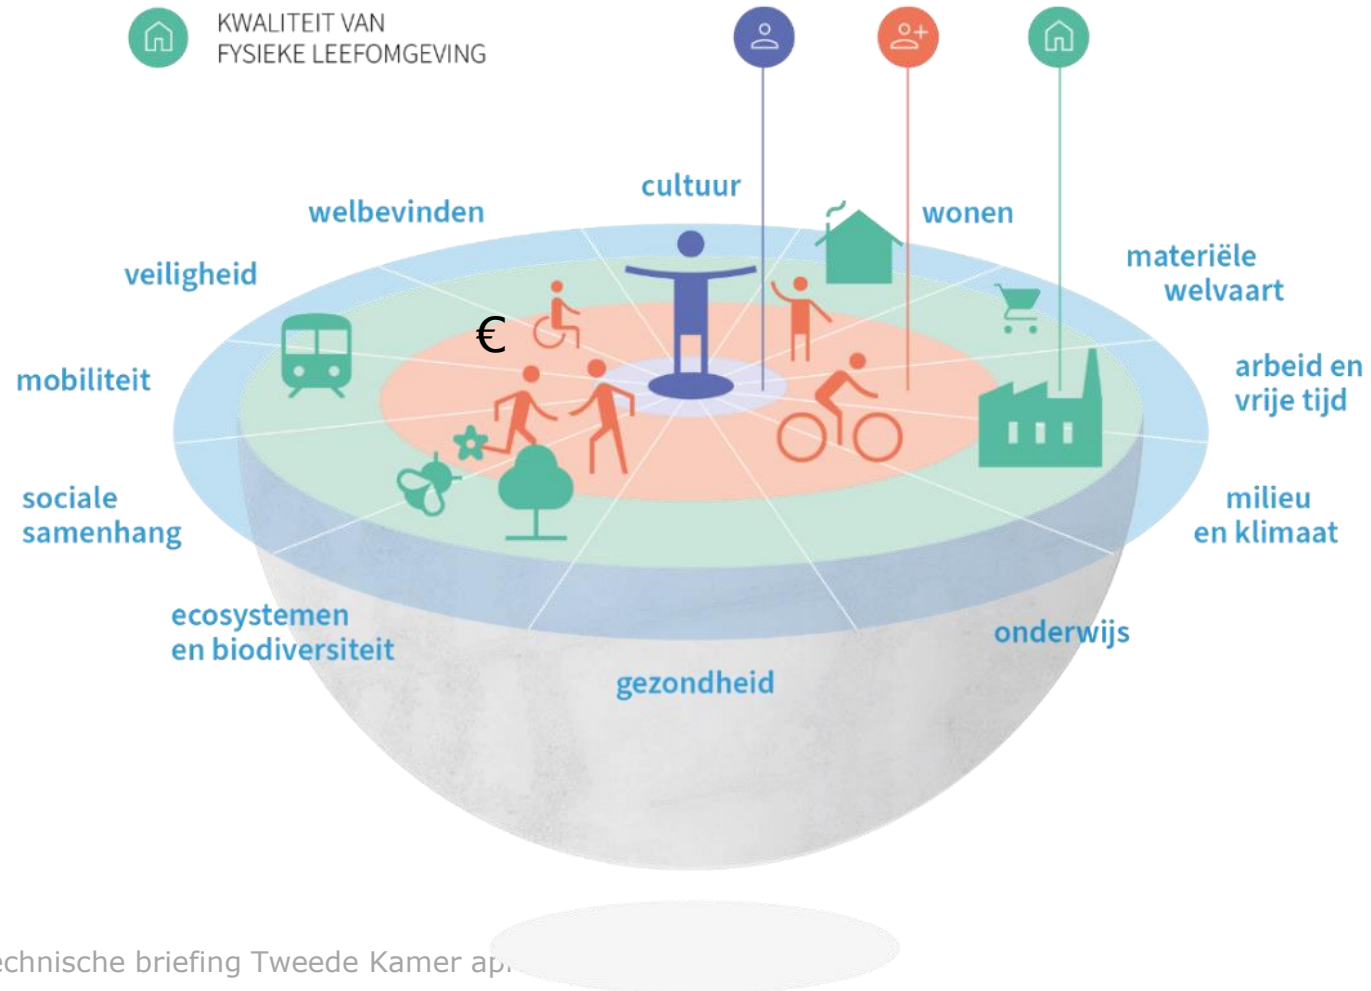 KWALITEIT VAN
FYSIEKE LEEFOMGEVING
cultuur
welbevinden
wonen
veiligheid
materiële
welvaart
€
mobiliteit
arbeid en
vrije tijd
sociale
samenhang
milieu
en klimaat
ecosystemen
en biodiversiteit
onderwijs
gezondheid
echnische briefing Tweede Kamer ap